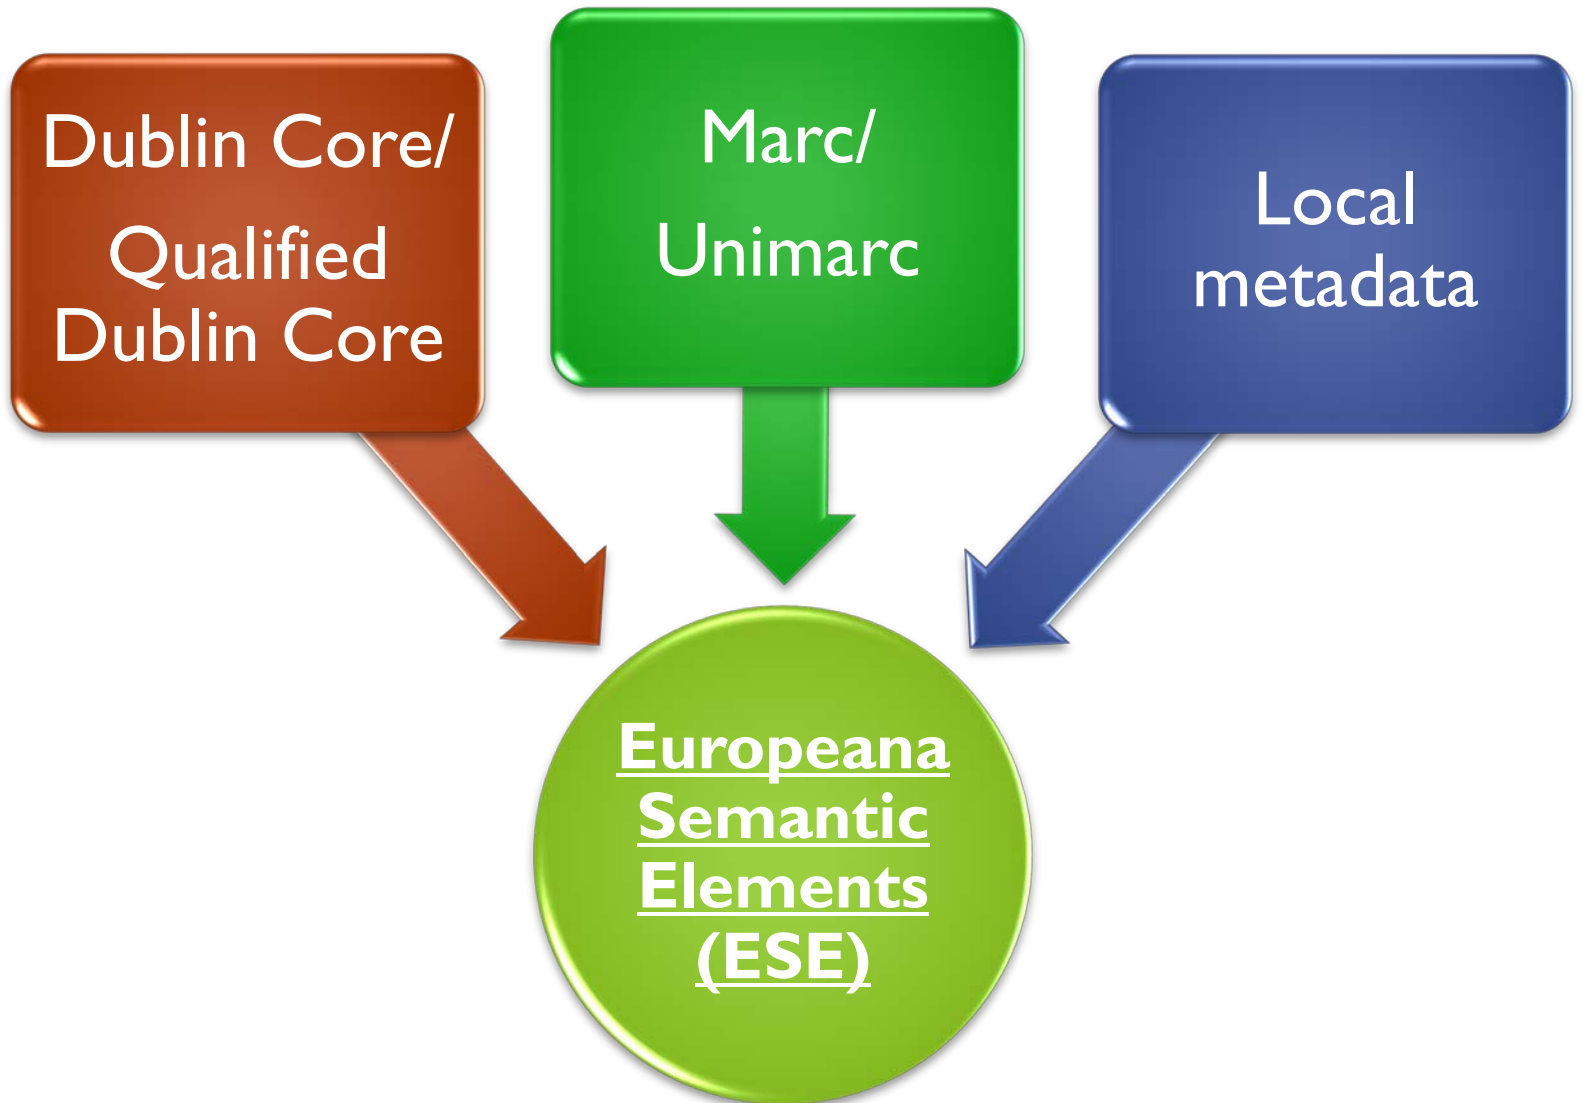 Dublin Core/
Qualified
Dublin Core
Marc/
Unimarc
Local
metadata
Europeana
Semantic
Elements
(ESE)